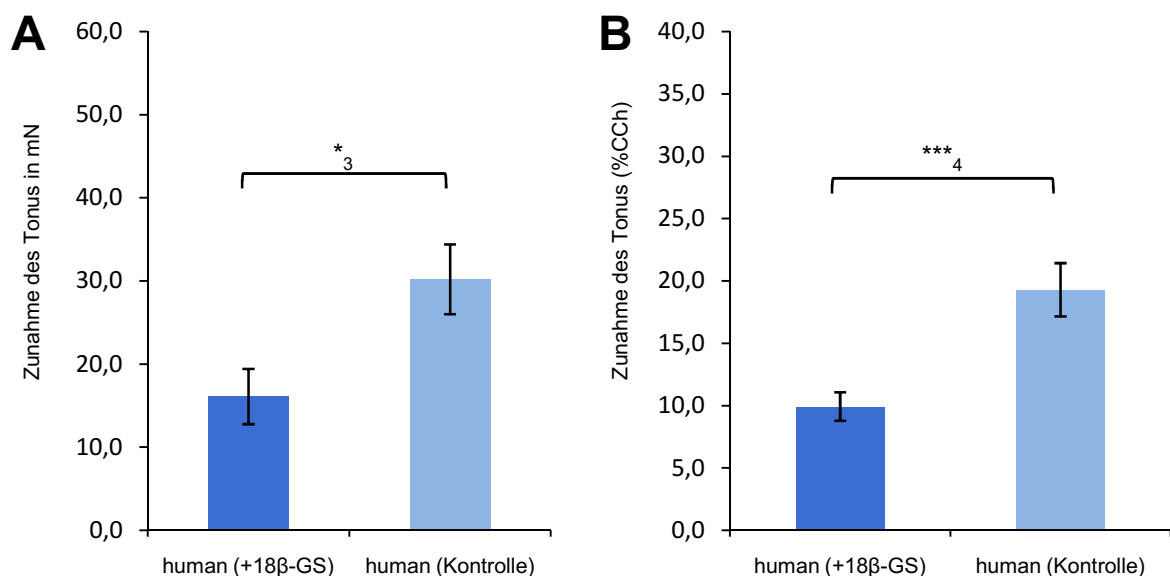 A
Zunahme des Tonus in mN
60,0
50,0
40,0
30,0
20,0
10,0
0,0
*
3
human (+18β-GS)
human (Kontrolle)
B
Zunahme des Tonus (%CCh)
40,0
35,0
30,0
25,0
20,0
15,0
10,0
5,0
0,0
***
4
human (+18β-GS)
human (Kontrolle)